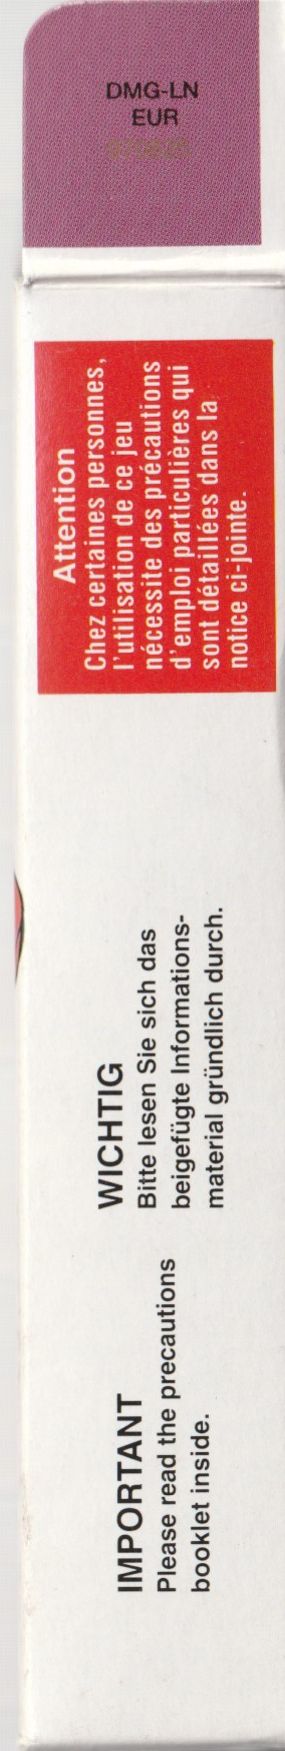 DMG-LN
EUR
Attention
Chez certaines personnes,
l'utilisation de ce jeu
nécessite des précautions
d'emploi particulières qui
sont détaillées dans la
notice ci-jointe.
WICHTIG
Bitte lesen Sie sich das
beigefügte Informations-
material gründlich durch.
IMPORTANT
Please read the precautions
booklet inside.